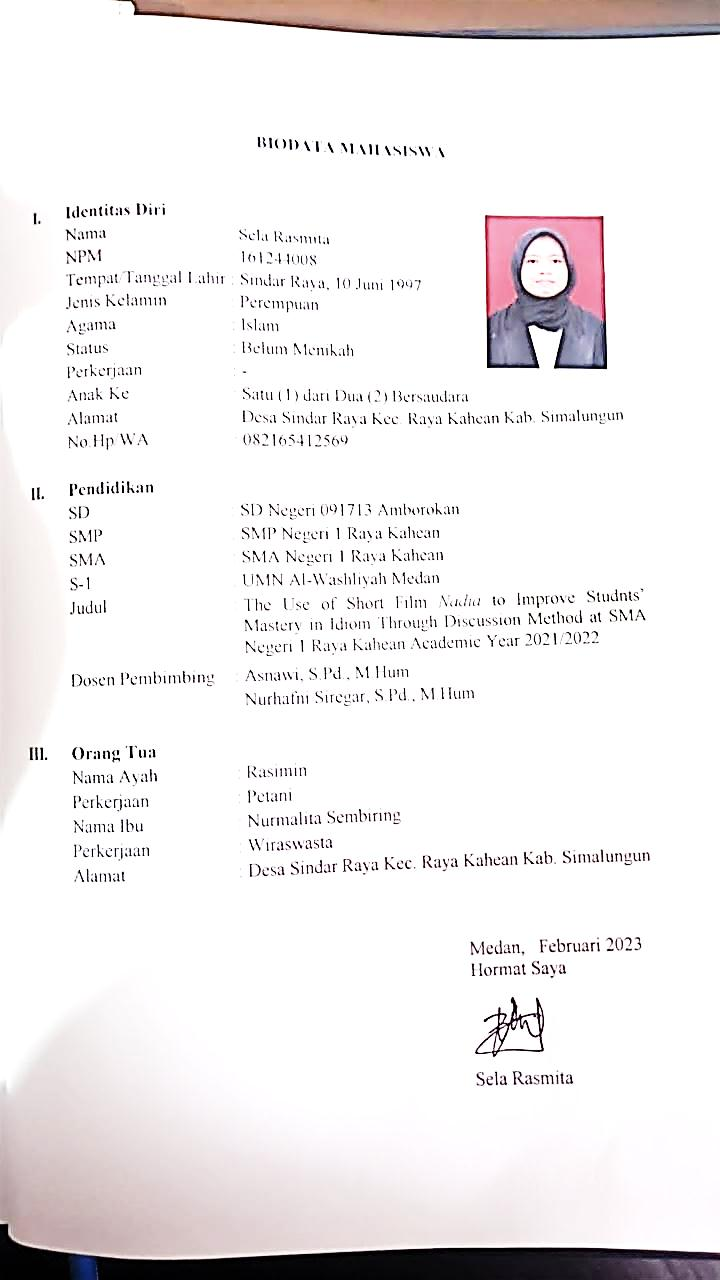 BIODATA MAHASISWA
I. Identitas Diri
Nama : Sela Rasmita
NPM : 161244008
Tempat/Tanggal Lahir : Sindar Raya, 10 Juni 1997
Jenis Kelamin : Perempuan
Agama : Islam
Status : Belum Menikah
Perkerjaan : -
Anak Ke : Satu (1) dari Dua (2) Bersaudara
Alamat : Desa Sindar Raya Kec. Raya Kahean Kab. Simalungun
No.Hp WA : 082165412569
II. Pendidikan
SD : SD Negeri 091713 Amborokan
SMP : SMP Negeri 1 Raya Kahean
SMA : SMA Negeri 1 Raya Kahean
S-1 : UMN Al-Washliyah Medan
Judul : The Use of Short Film Nadia to Improve Studnts'
Mastery in Idiom Through Discussion Method at SMA
Negeri 1 Raya Kahean Academic Year 2021/2022
Dosen Pembimbing : Asnawi, S.Pd., M.Hum
Nurhafni Siregar, S.Pd., M.Hum
III. Orang Tua
Nama Ayah : Rasimin
Perkerjaan : Petani
Nama Ibu : Nurmalita Sembiring
Perkerjaan : Wiraswasta
Alamat : Desa Sindar Raya Kec. Raya Kahean Kab. Simalungun
Medan, Februari 2023
Hormat Saya
Sela Rasmita